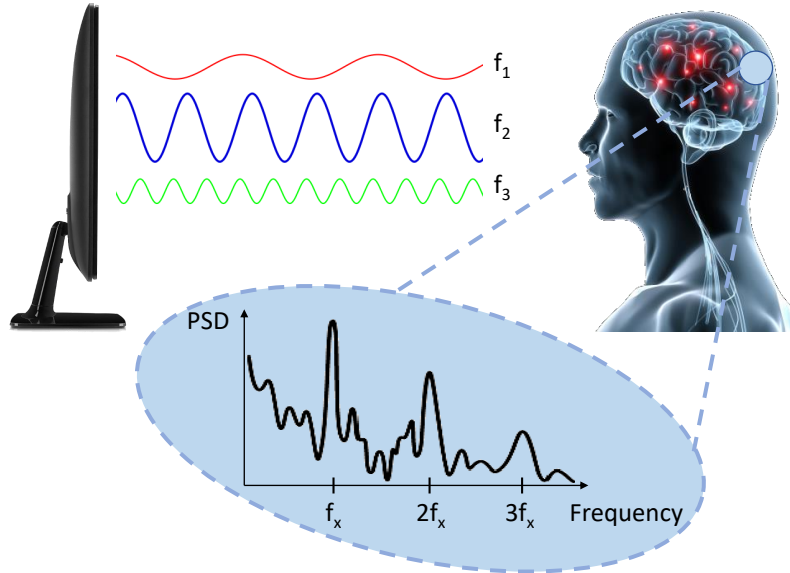 f₁
f₂
f₃
PSD
fₓ 2fₓ 3fₓ Frequency